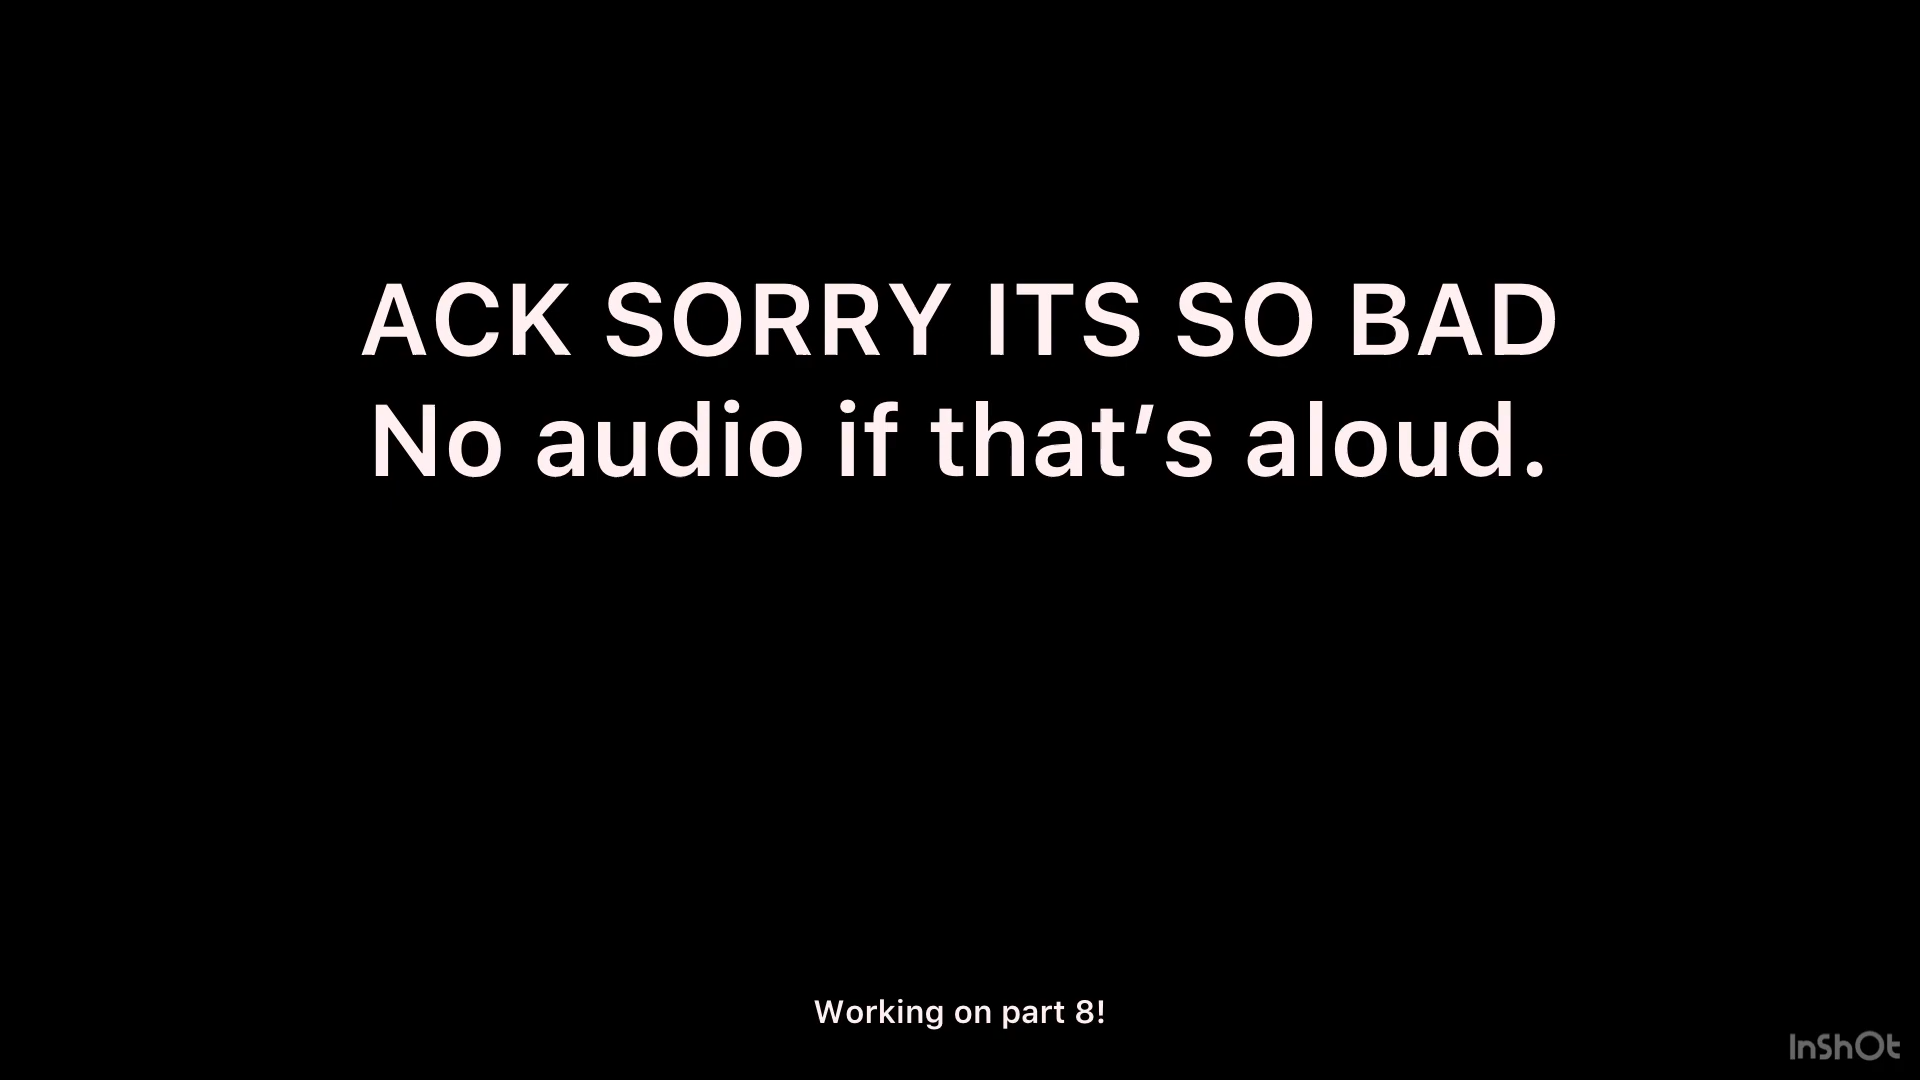 ACK SORRY ITS SO BAD
No audio if that's aloud.
Working on part 8!
InShOt